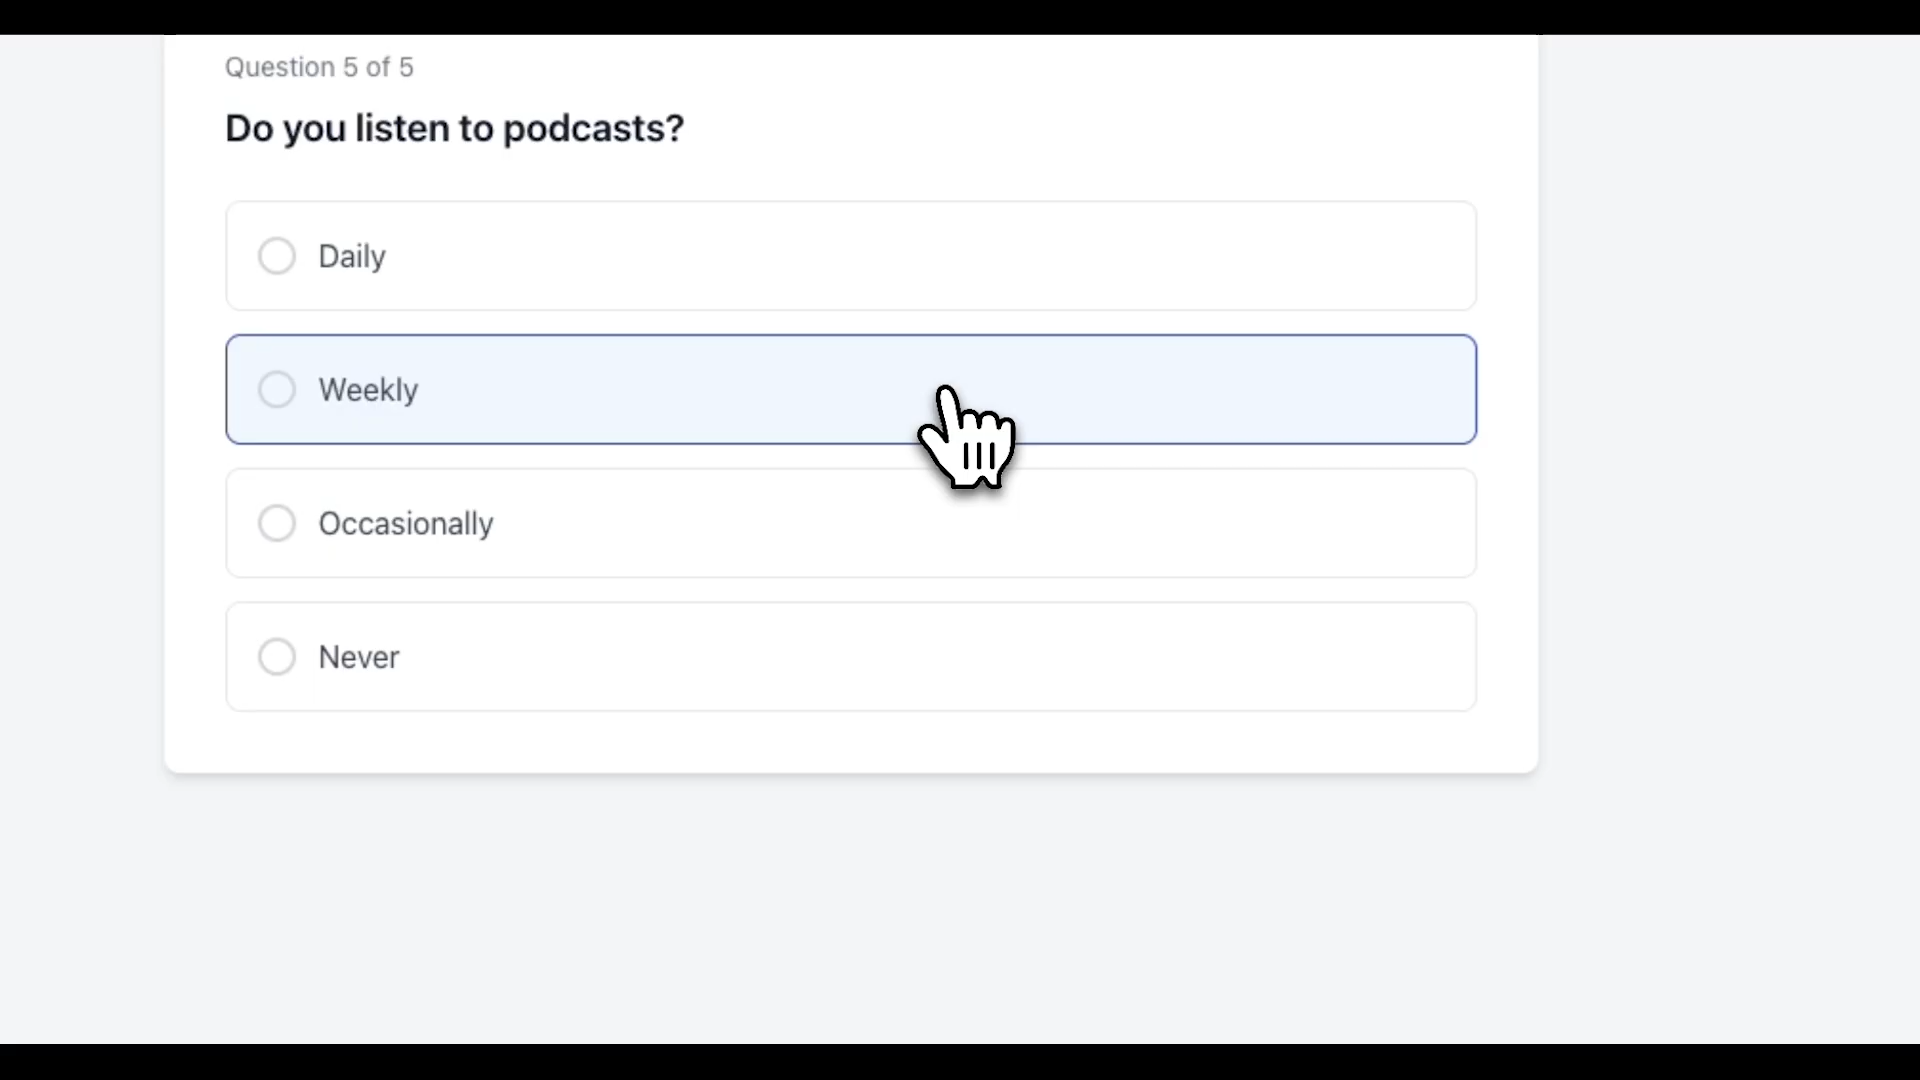 Question 5 of 5
Do you listen to podcasts?
Daily
Weekly
Occasionally
Never